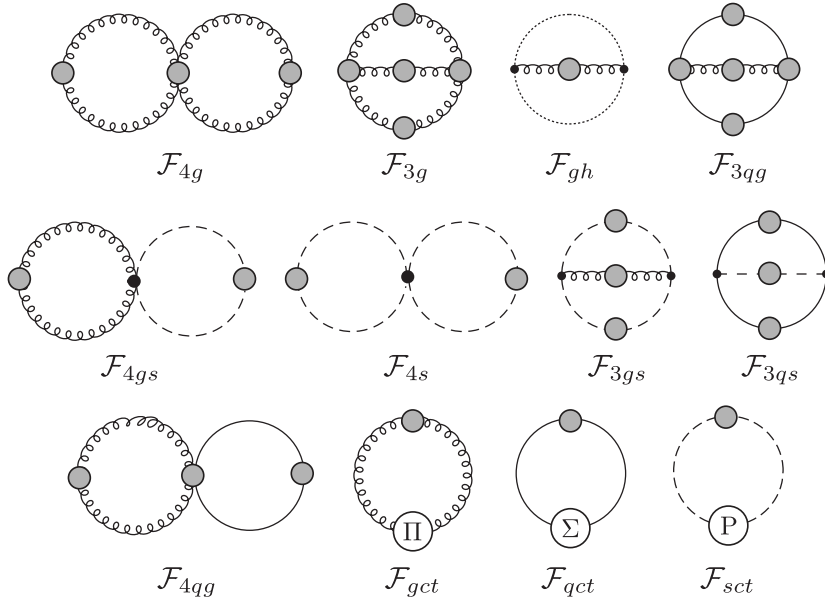 𝓕4g 𝓕3g 𝓕gh 𝓕3qg
𝓕4gs 𝓕4s 𝓕3gs 𝓕3qs
Π Σ P
𝓕4qg 𝓕gct 𝓕qct 𝓕sct